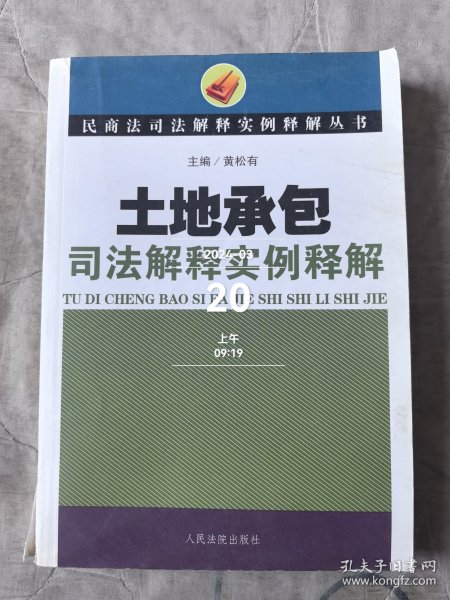 民商法司法解释实例释解丛书
主编/黄松有
土地承包
2024-03
司法解释实例释解
20
TU DI CHENG BAO SI FA JIE SHI SHI LI SHI JIE
上午
09:19
人民法院出版社
孔夫子旧书网
www.kongfz.com